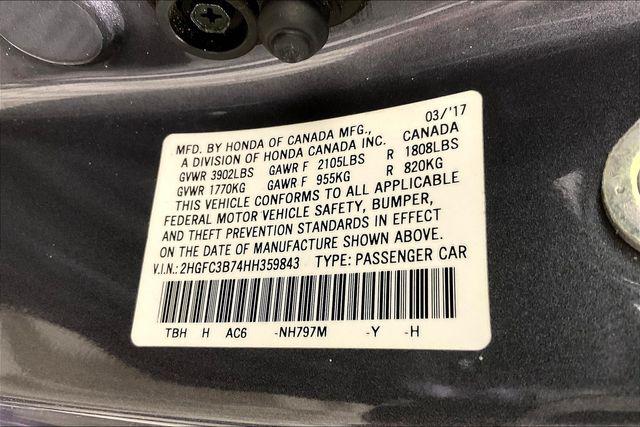 03/'17
MFD. BY HONDA OF CANADA MFG.,
A DIVISION OF HONDA CANADA INC. CANADA
GVWR 3902LBS GAWR F 2105LBS R 1808LBS
GVWR 1770KG GAWR F 955KG R 820KG
THIS VEHICLE CONFORMS TO ALL APPLICABLE
FEDERAL MOTOR VEHICLE SAFETY, BUMPER,
AND THEFT PREVENTION STANDARDS IN EFFECT
ON THE DATE OF MANUFACTURE SHOWN ABOVE.
V.I.N.: 2HGFC3B74HH359843 TYPE: PASSENGER CAR
TBH H AC6 -NH797M -Y -H